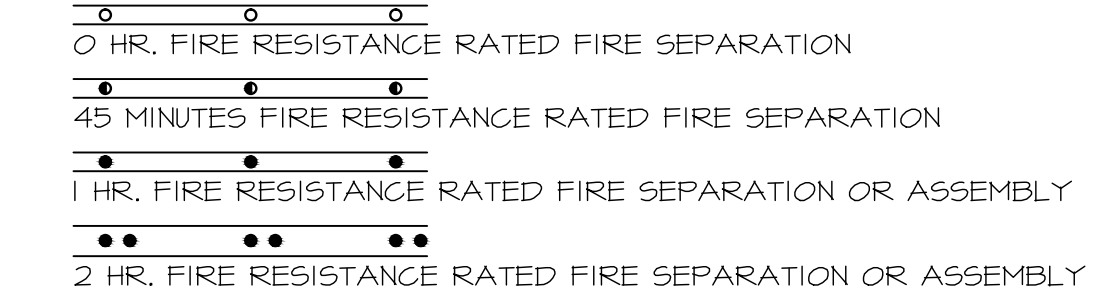 0 HR. FIRE RESISTANCE RATED FIRE SEPARATION
45 MINUTES FIRE RESISTANCE RATED FIRE SEPARATION
1 HR. FIRE RESISTANCE RATED FIRE SEPARATION OR ASSEMBLY
2 HR. FIRE RESISTANCE RATED FIRE SEPARATION OR ASSEMBLY